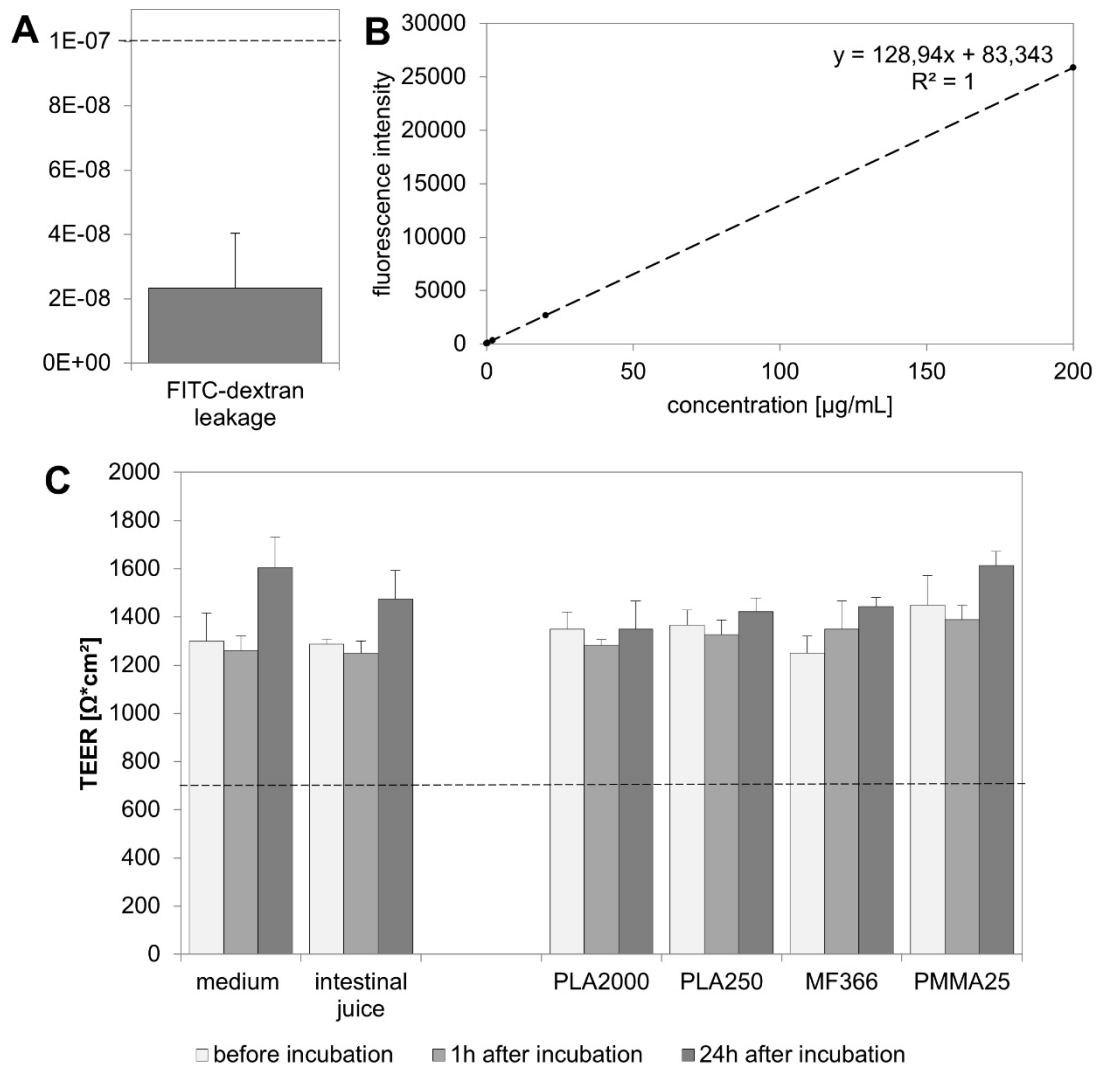 A
1E-07
8E-08
6E-08
4E-08
2E-08
0E+00
FITC-dextran
leakage
B
30000
25000
20000
15000
10000
5000
0
fluorescence intensity
y = 128,94x + 83,343
R² = 1
0 50 100 150 200
concentration [µg/mL]
C
2000
1800
1600
1400
1200
1000
800
600
400
200
0
TEER [Ω*cm²]
medium intestinal PLA2000 PLA250 MF366 PMMA25
juice
before incubation 1h after incubation 24h after incubation